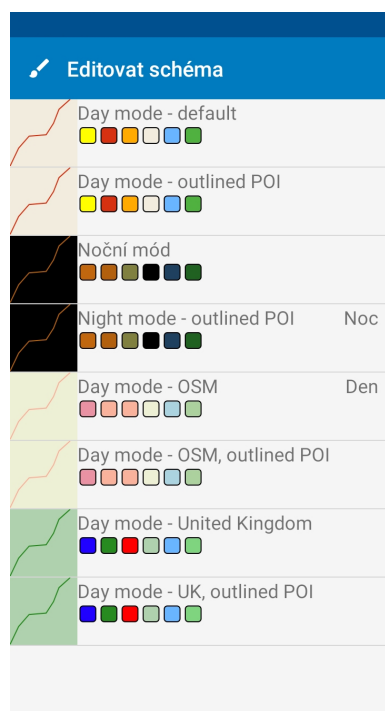 Editovat schéma
Day mode - default
Day mode - outlined POI
Noční mód
Night mode - outlined POI Noc
Day mode - OSM Den
Day mode - OSM, outlined POI
Day mode - United Kingdom
Day mode - UK, outlined POI